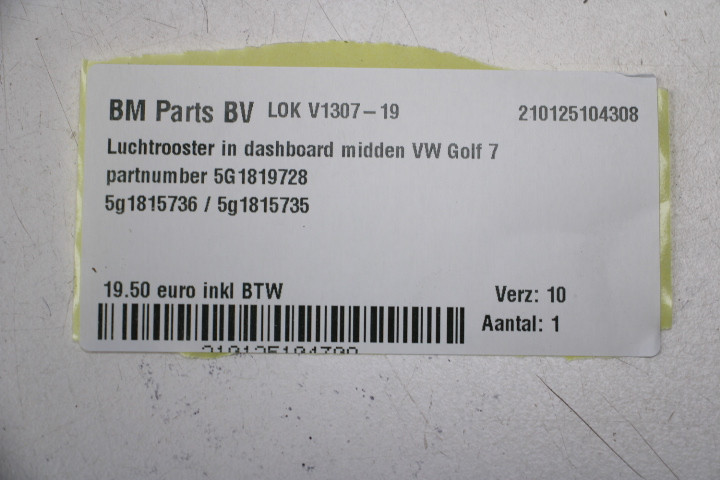 BM Parts BV LOK V1307-19 210125104308
Luchtrooster in dashboard midden VW Golf 7
partnumber 5G1819728
5g1815736 / 5g1815735
19.50 euro inkl BTW Verz: 10
Aantal: 1